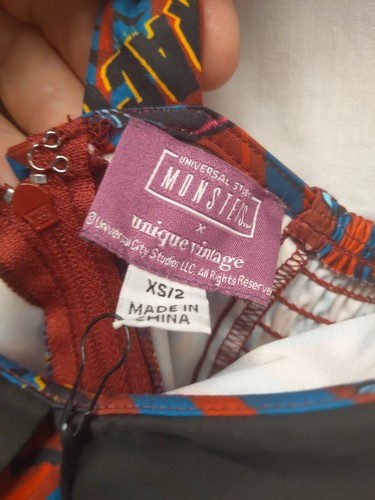 UNIVERSAL STU
MONSTERS
X
unique vintage
@Universal City Studios LLC. All Rights Reserve
XS/2
MADE IN
CHINA